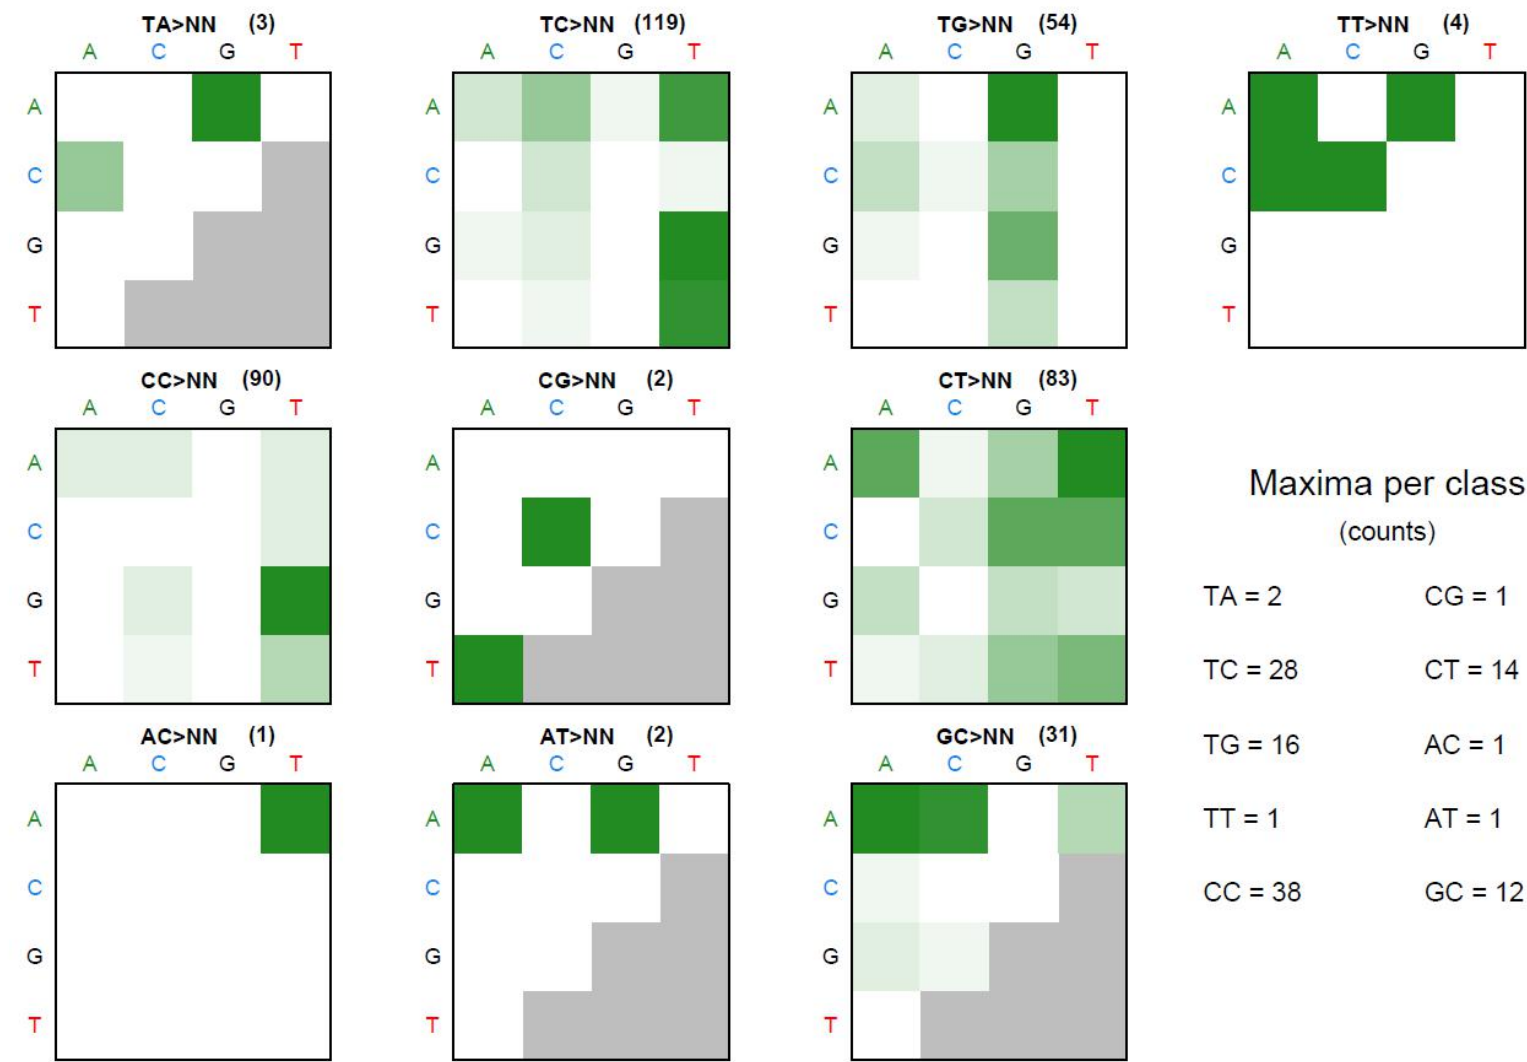 TA>NN (3) TC>NN (119) TG>NN (54) TT>NN (4)
A C G T A C G T A C G T A C G T
A A A A
C C C C
G G G G
T T T T
CC>NN (90) CG>NN (2) CT>NN (83)
A C G T A C G T A C G T
A A A
C C C
G G G
T T T
AC>NN (1) AT>NN (2) GC>NN (31)
A C G T A C G T A C G T
A A A
C C C
G G G
T T T
Maxima per class
(counts)
TA = 2 CG = 1
TC = 28 CT = 14
TG = 16 AC = 1
TT = 1 AT = 1
CC = 38 GC = 12